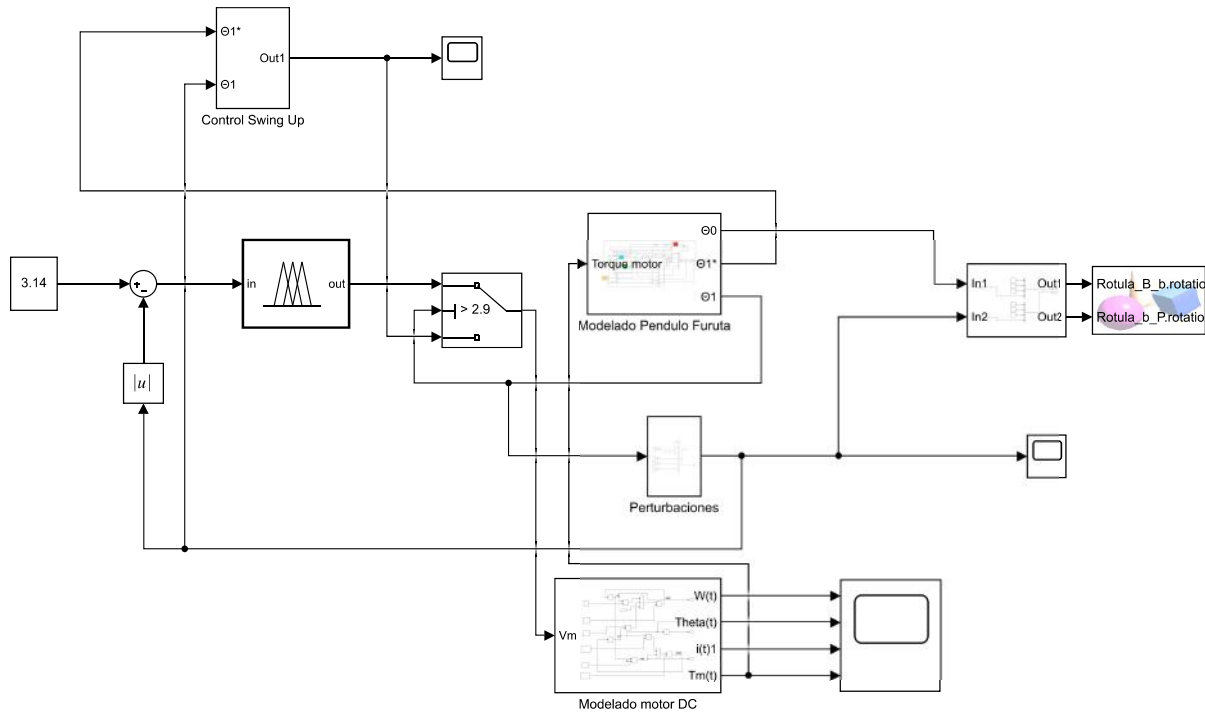 Θ1*
Out1
Θ1
Control Swing Up
3.14
+
−
in
out
> 2.9
Θ0
Torque motor
Θ1*
Θ1
Modelado Pendulo Furuta
In1
Out1
In2
Out2
Rotula_B_b.rotatio
Rotula_b_P.rotatio
|u|
Perturbaciones
W(t)
Theta(t)
Vm
i(t)1
Tm(t)
Modelado motor DC